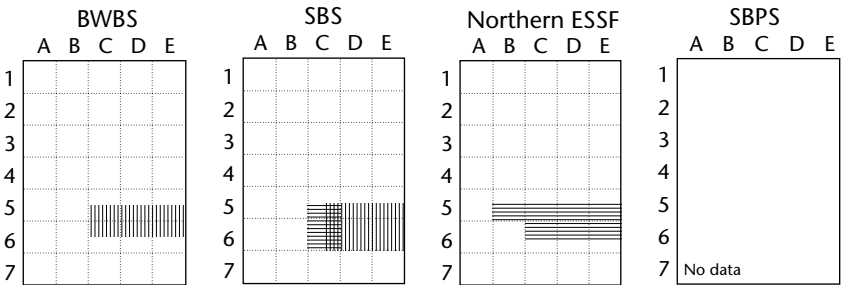 BWBS SBS Northern ESSF SBPS
A B C D E A B C D E A B C D E A B C D E
1 1 1 1
2 2 2 2
3 3 3 3
4 4 4 4
5 5 5 5
6 6 6 6
7 7 7 7 No data